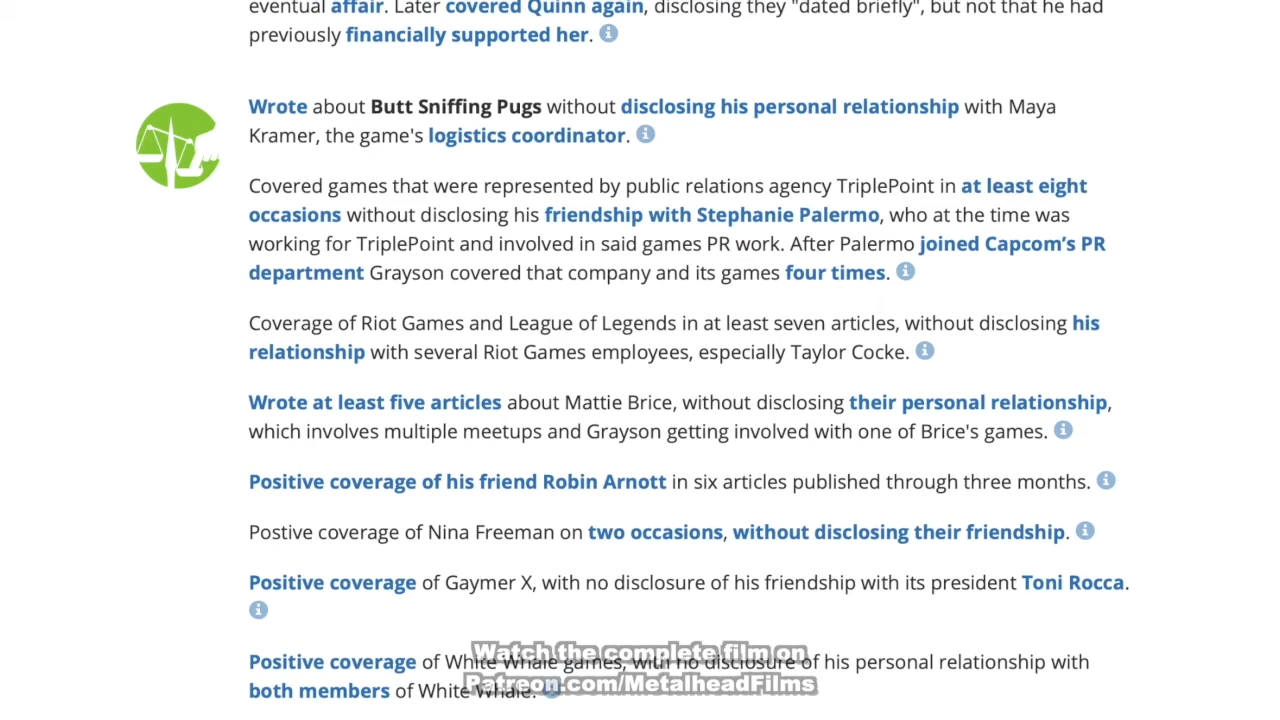 eventual affair. Later covered Quinn again, disclosing they "dated briefly", but not that he had
previously financially supported her.
Wrote about Butt Sniffing Pugs without disclosing his personal relationship with Maya
Kramer, the game's logistics coordinator.
Covered games that were represented by public relations agency TriplePoint in at least eight
occasions without disclosing his friendship with Stephanie Palermo, who at the time was
working for TriplePoint and involved in said games PR work. After Palermo joined Capcom’s PR
department Grayson covered that company and its games four times.
Coverage of Riot Games and League of Legends in at least seven articles, without disclosing his
relationship with several Riot Games employees, especially Taylor Cocke.
Wrote at least five articles about Mattie Brice, without disclosing their personal relationship,
which involves multiple meetups and Grayson getting involved with one of Brice's games.
Positive coverage of his friend Robin Arnott in six articles published through three months.
Postive coverage of Nina Freeman on two occasions, without disclosing their friendship.
Positive coverage of Gaymer X, with no disclosure of his friendship with its president Toni Rocca.
Positive coverage of White Whale games, with no disclosure of his personal relationship with
both members of White Whale.
Watch the complete film on
Patreon.com/MetalheadFilms